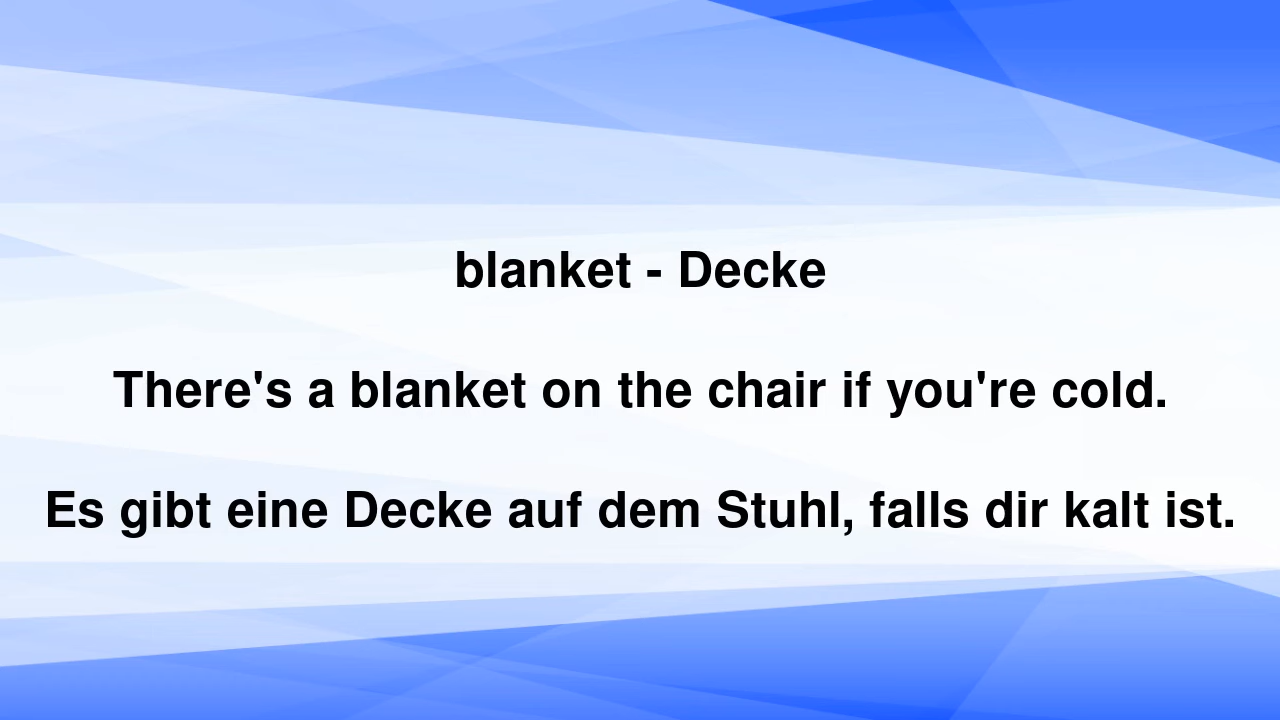 blanket - Decke
There's a blanket on the chair if you're cold.
Es gibt eine Decke auf dem Stuhl, falls dir kalt ist.